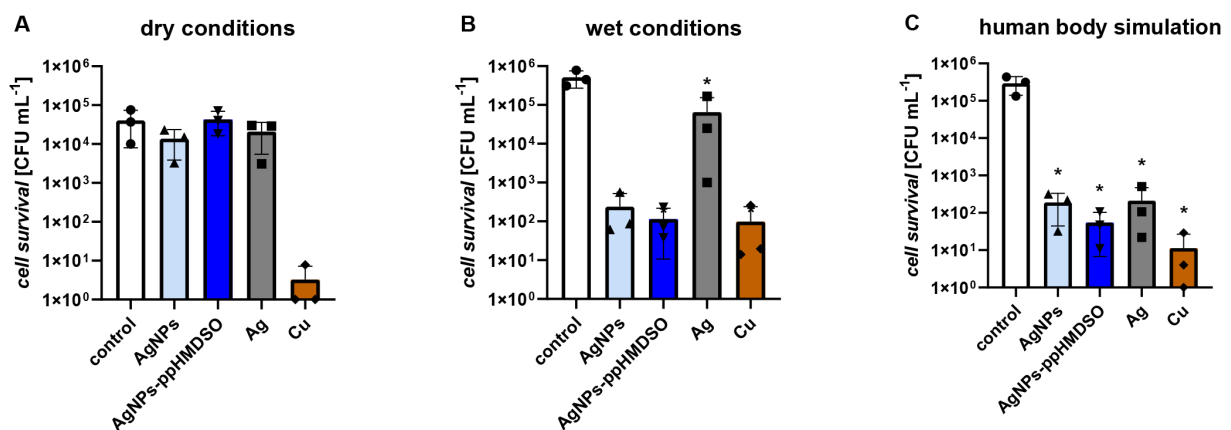 A
dry conditions
cell survival [CFU mL⁻¹]
1×10⁶
1×10⁵
1×10⁴
1×10³
1×10²
1×10¹
1×10⁰
control
AgNPs
AgNPs-ppHMDSO
Ag
Cu
B
wet conditions
cell survival [CFU mL⁻¹]
1×10⁶
1×10⁵
1×10⁴
1×10³
1×10²
1×10¹
1×10⁰
*
control
AgNPs
AgNPs-ppHMDSO
Ag
Cu
C
human body simulation
cell survival [CFU mL⁻¹]
1×10⁶
1×10⁵
1×10⁴
1×10³
1×10²
1×10¹
1×10⁰
*
*
*
*
control
AgNPs
AgNPs-ppHMDSO
Ag
Cu